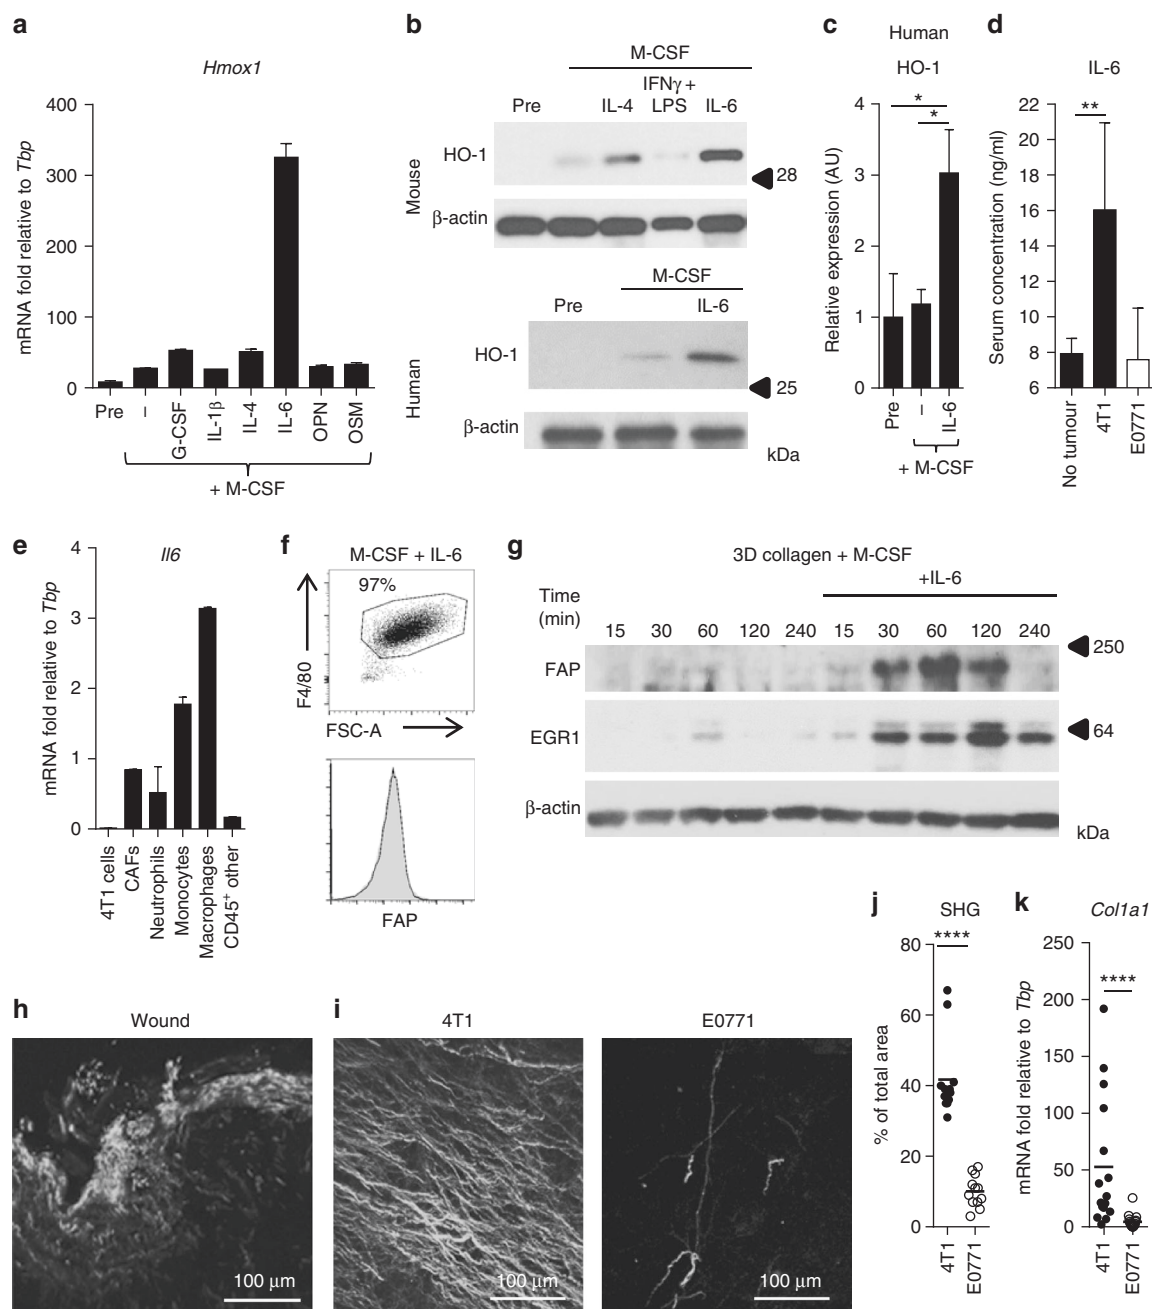 a
Hmox1
mRNA fold relative to Tbp
400
300
200
100
0
Pre
–
G-CSF
IL-1β
IL-4
IL-6
OPN
OSM
+ M-CSF
b
M-CSF
IFNγ +
Pre IL-4 LPS IL-6
Mouse
HO-1
28
β-actin
M-CSF
Pre IL-6
Human
HO-1
25
β-actin
kDa
c
Human
HO-1
Relative expression (AU)
4
3
2
1
0
* 
*
Pre
–
IL-6
+ M-CSF
d
IL-6
Serum concentration (ng/ml)
22
20
18
16
14
12
10
8
6
**
No tumour
4T1
E0771
e
Il6
mRNA fold relative to Tbp
4
3
2
1
0
4T1 cells
CAFs
Neutrophils
Monocytes
Macrophages
CD45+ other
f
M-CSF + IL-6
97%
F4/80
FSC-A
FAP
g
3D collagen + M-CSF
+IL-6
Time
(min)
15 30 60 120 240 15 30 60 120 240
250
FAP
EGR1
64
β-actin
kDa
h
Wound
100 μm
i
4T1
100 μm
E0771
100 μm
j
SHG
% of total area
80
60
40
20
0
****
4T1
E0771
k
Col1a1
mRNA fold relative to Tbp
250
200
150
100
50
0
****
4T1
E0771